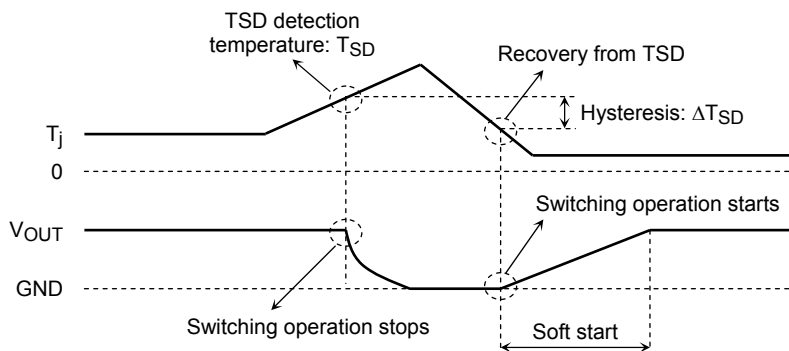 TSD detection
temperature: TSD
Recovery from TSD
Hysteresis: ΔTSD
Tj
0
Switching operation starts
VOUT
GND
Switching operation stops
Soft start